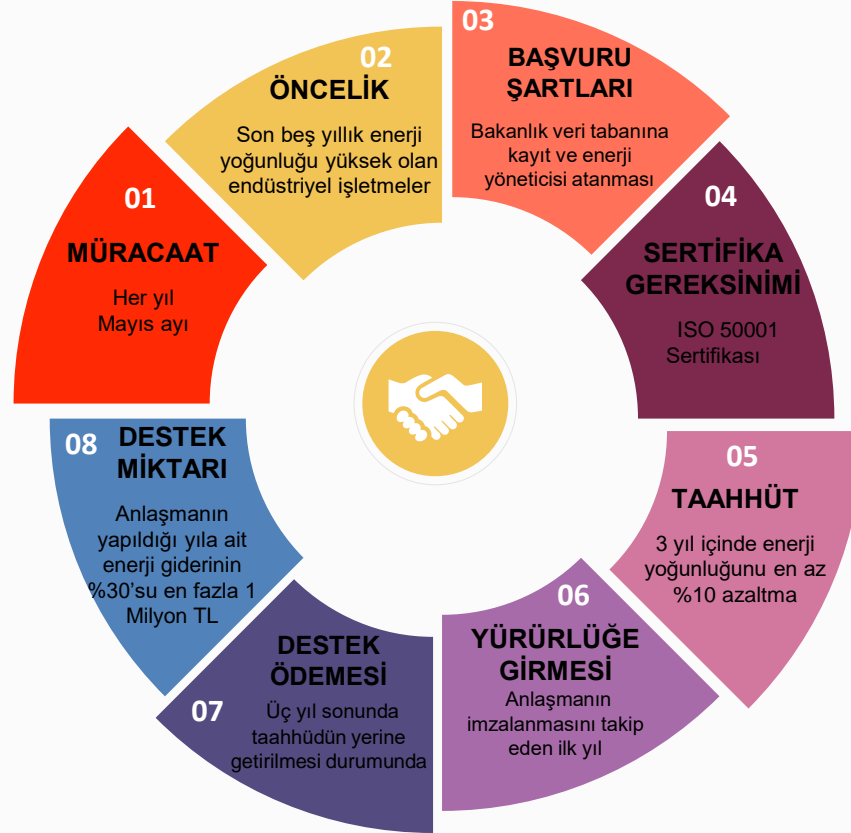 01
MÜRACAAT
Her yıl
Mayıs ayı
02
ÖNCELİK
Son beş yıllık enerji
yoğunluğu yüksek olan
endüstriyel işletmeler
03
BAŞVURU
ŞARTLARI
Bakanlık veri tabanına
kayıt ve enerji
yöneticisi atanması
04
SERTİFİKA
GEREKSİNİMİ
ISO 50001
Sertifikası
05
TAAHHÜT
3 yıl içinde enerji
yoğunluğunu en az
%10 azaltma
06
YÜRÜRLÜĞE
GİRMESİ
Anlaşmanın
imzalanmasını takip
eden ilk yıl
07
DESTEK
ÖDEMESİ
Üç yıl sonunda
taahhüdün yerine
getirilmesi durumunda
08
DESTEK
MİKTARI
Anlaşmanın
yapıldığı yıla ait
enerji giderinin
%30’su en fazla 1
Milyon TL